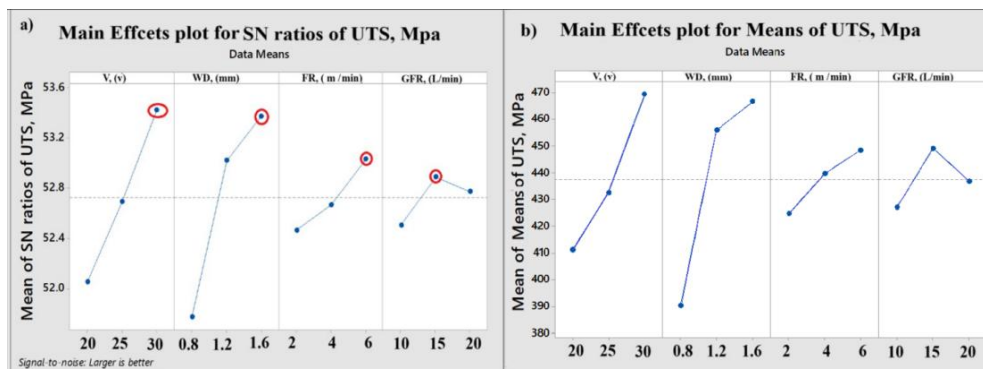 a) Main Effcets plot for SN ratios of UTS, Mpa
Data Means
V, (v) WD, (mm) FR, ( m /min) GFR, (L/min)
53.6
53.2
52.8
52.4
52.0
Mean of SN ratios of UTS, MPa
20 25 30 0.8 1.2 1.6 2 4 6 10 15 20
Signal-to-noise: Larger is better
b) Main Effcets plot for Means of UTS, Mpa
Data Means
V, (v) WD, (mm) FR, ( m /min) GFR, (L/min)
470
460
450
440
430
420
410
400
390
380
Mean of Means of UTS, MPa
20 25 30 0.8 1.2 1.6 2 4 6 10 15 20